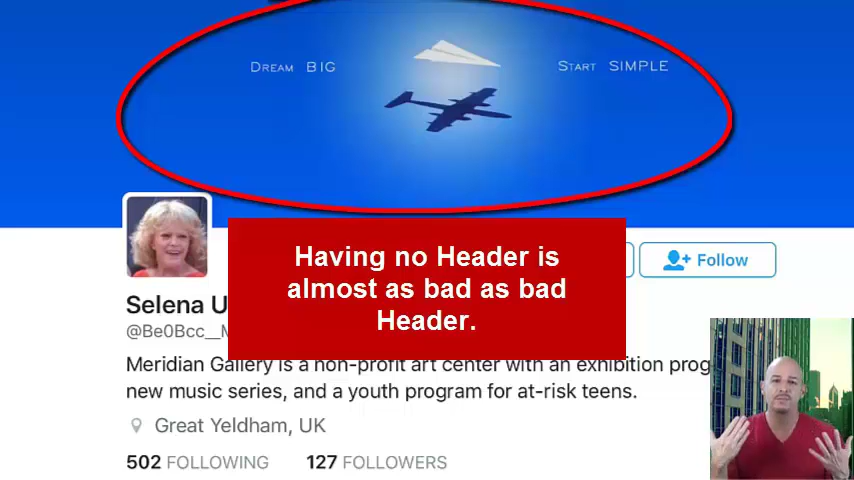 Dream BIG
Start SIMPLE
Having no Header is
almost as bad as bad
Header.
Follow
Selena
@Be0Bcc__
Meridian Gallery is a non-profit art center with an exhibition
new music series, and a youth program for at-risk teens.
Great Yeldham, UK
502 FOLLOWING 127 FOLLOWERS